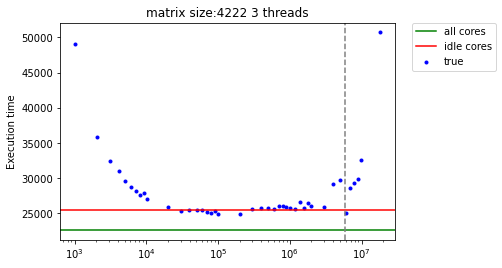 matrix size:4222 3 threads
50000
45000
40000
35000
30000
25000
Execution time
10³
10⁴
10⁵
10⁶
10⁷
all cores
idle cores
true